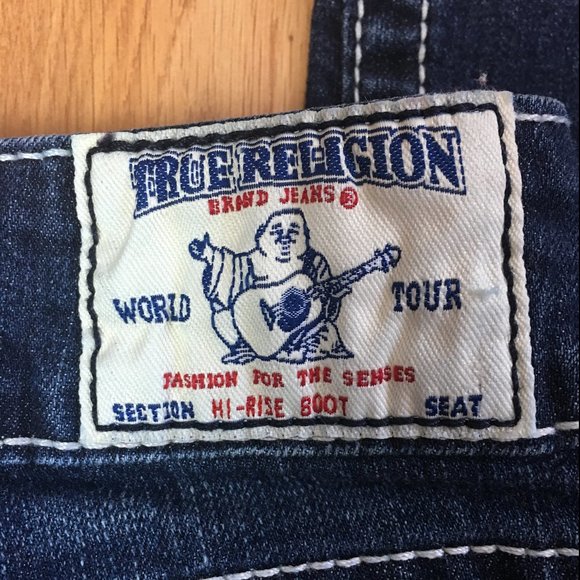 TRUE RELIGION
BRAND JEANS ®
WORLD TOUR
FASHION FOR THE SENSES
SECTION HI-RISE BOOT SEAT